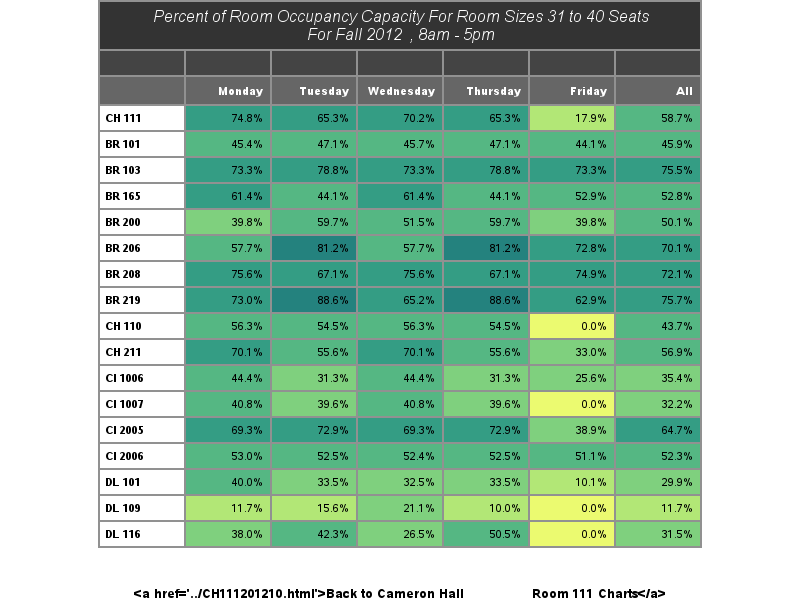 Percent of Room Occupancy Capacity For Room Sizes 31 to 40 Seats
For Fall 2012 , 8am - 5pm
Monday Tuesday Wednesday Thursday Friday All
CH 111 74.8% 65.3% 70.2% 65.3% 17.9% 58.7%
BR 101 45.4% 47.1% 45.7% 47.1% 44.1% 45.9%
BR 103 73.3% 78.8% 73.3% 78.8% 73.3% 75.5%
BR 165 61.4% 44.1% 61.4% 44.1% 52.9% 52.8%
BR 200 39.8% 59.7% 51.5% 59.7% 39.8% 50.1%
BR 206 57.7% 81.2% 57.7% 81.2% 72.8% 70.1%
BR 208 75.6% 67.1% 75.6% 67.1% 74.9% 72.1%
BR 219 73.0% 88.6% 65.2% 88.6% 62.9% 75.7%
CH 110 56.3% 54.5% 56.3% 54.5% 0.0% 43.7%
CH 211 70.1% 55.6% 70.1% 55.6% 33.0% 56.9%
CI 1006 44.4% 31.3% 44.4% 31.3% 25.6% 35.4%
CI 1007 40.8% 39.6% 40.8% 39.6% 0.0% 32.2%
CI 2005 69.3% 72.9% 69.3% 72.9% 38.9% 64.7%
CI 2006 53.0% 52.5% 52.4% 52.5% 51.1% 52.3%
DL 101 40.0% 33.5% 32.5% 33.5% 10.1% 29.9%
DL 109 11.7% 15.6% 21.1% 10.0% 0.0% 11.7%
DL 116 38.0% 42.3% 26.5% 50.5% 0.0% 31.5%
<a href='../CH111201210.html'>Back to Cameron Hall Room 111 Charts</a>